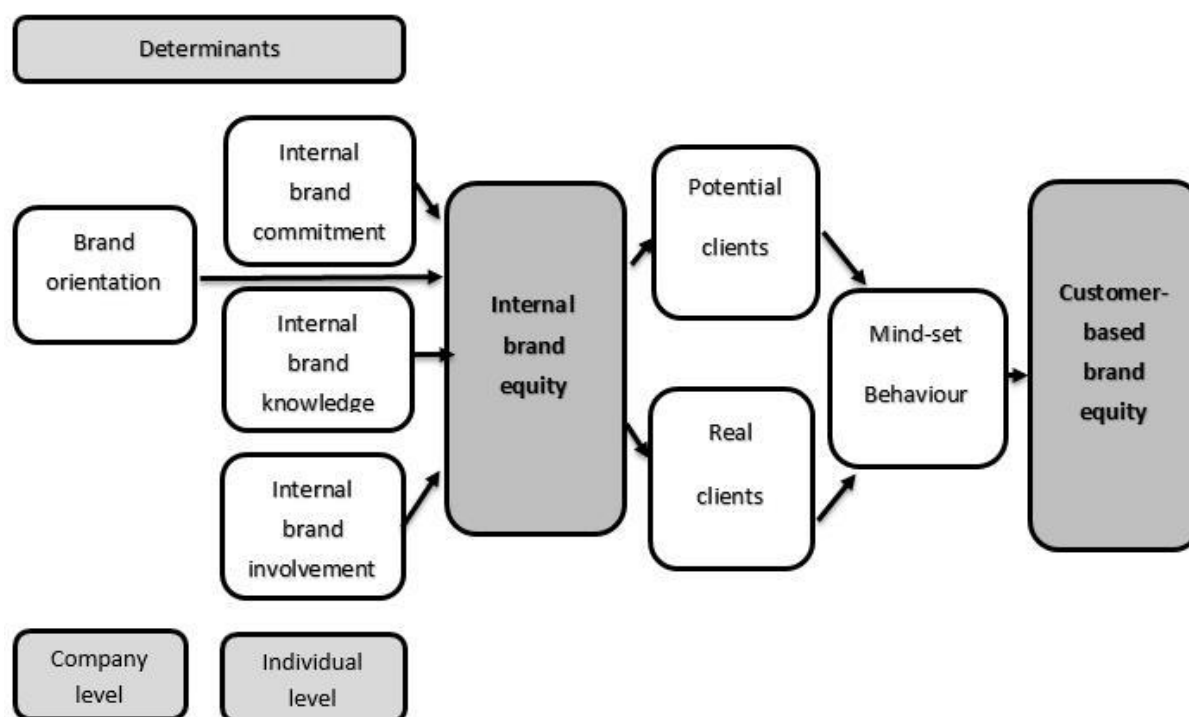 Determinants
Internal
brand
commitment
Brand
orientation
Internal
brand
knowledge
Internal
brand
involvement
Internal
brand
equity
Potential
clients
Real
clients
Mind-set
Behaviour
Customer-
based
brand
equity
Company
level
Individual
level